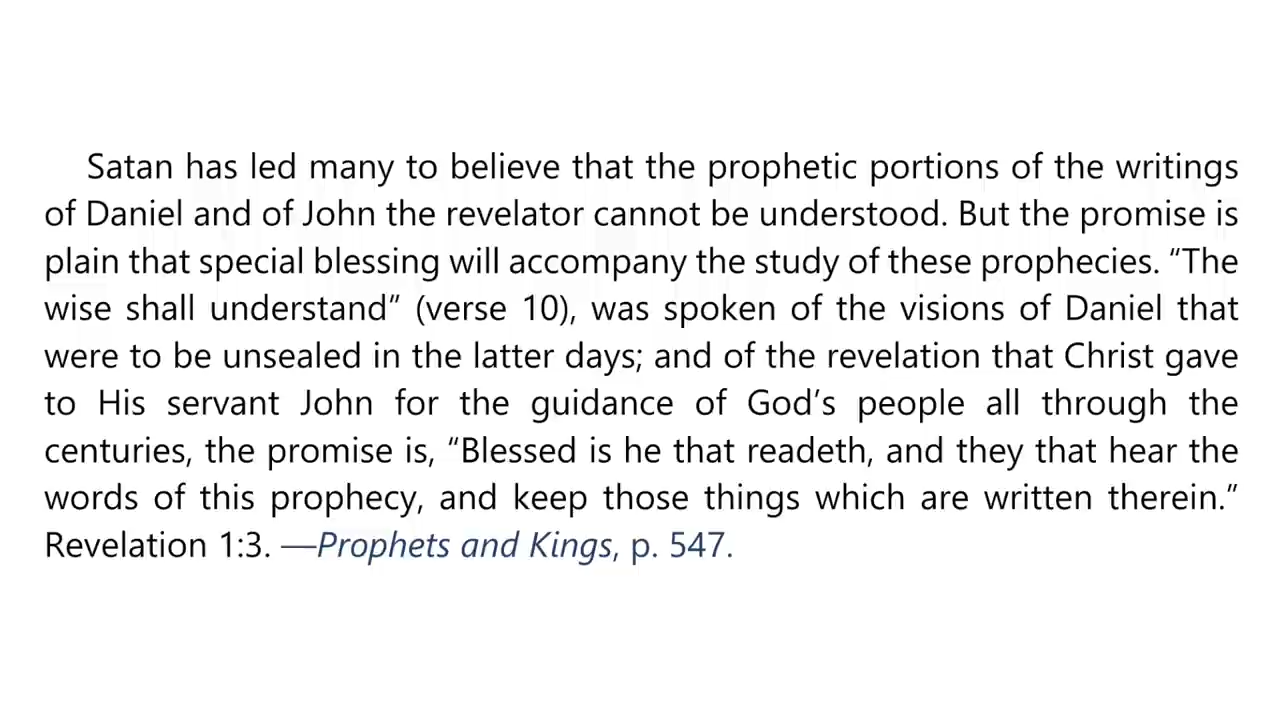 Satan has led many to believe that the prophetic portions of the writings
of Daniel and of John the revelator cannot be understood. But the promise is
plain that special blessing will accompany the study of these prophecies. “The
wise shall understand” (verse 10), was spoken of the visions of Daniel that
were to be unsealed in the latter days; and of the revelation that Christ gave
to His servant John for the guidance of God’s people all through the
centuries, the promise is, “Blessed is he that readeth, and they that hear the
words of this prophecy, and keep those things which are written therein.”
Revelation 1:3. —Prophets and Kings, p. 547.